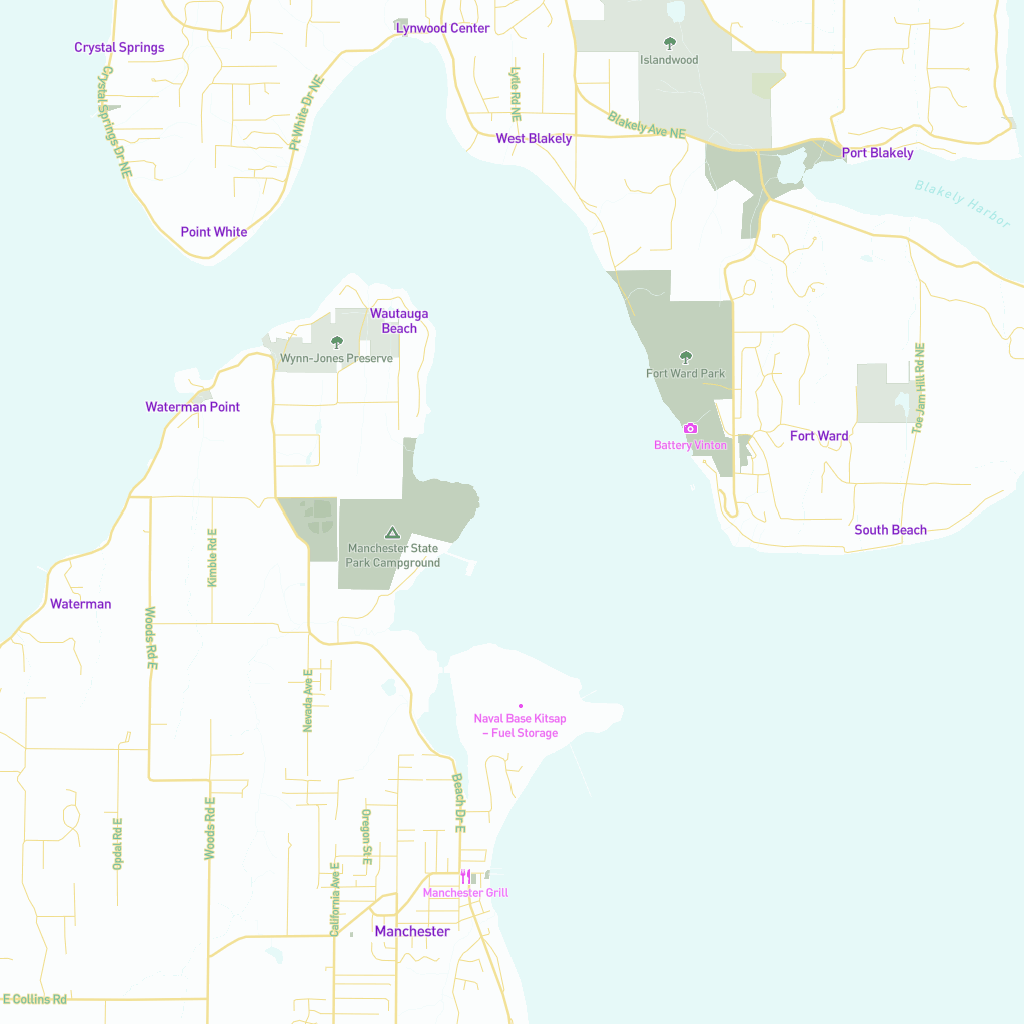 Lynwood Center
Crystal Springs
Islandwood
Crystal Springs Dr NE
Pt White Dr NE
Lytle Rd NE
Blakely Ave NE
West Blakely
Port Blakely
Blakely Harbor
Point White
Wautauga
Beach
Wynn-Jones Preserve
Fort Ward Park
Toe Jam Hill Rd NE
Waterman Point
Fort Ward
Battery Vinton
South Beach
Manchester State
Park Campground
Kimble Rd E
Waterman
Woods Rd E
Nevada Ave E
Naval Base Kitsap
– Fuel Storage
Beach Dr E
Woods Rd E
Opdal Rd E
Oregon St E
California Ave E
Manchester Grill
Manchester
E Collins Rd